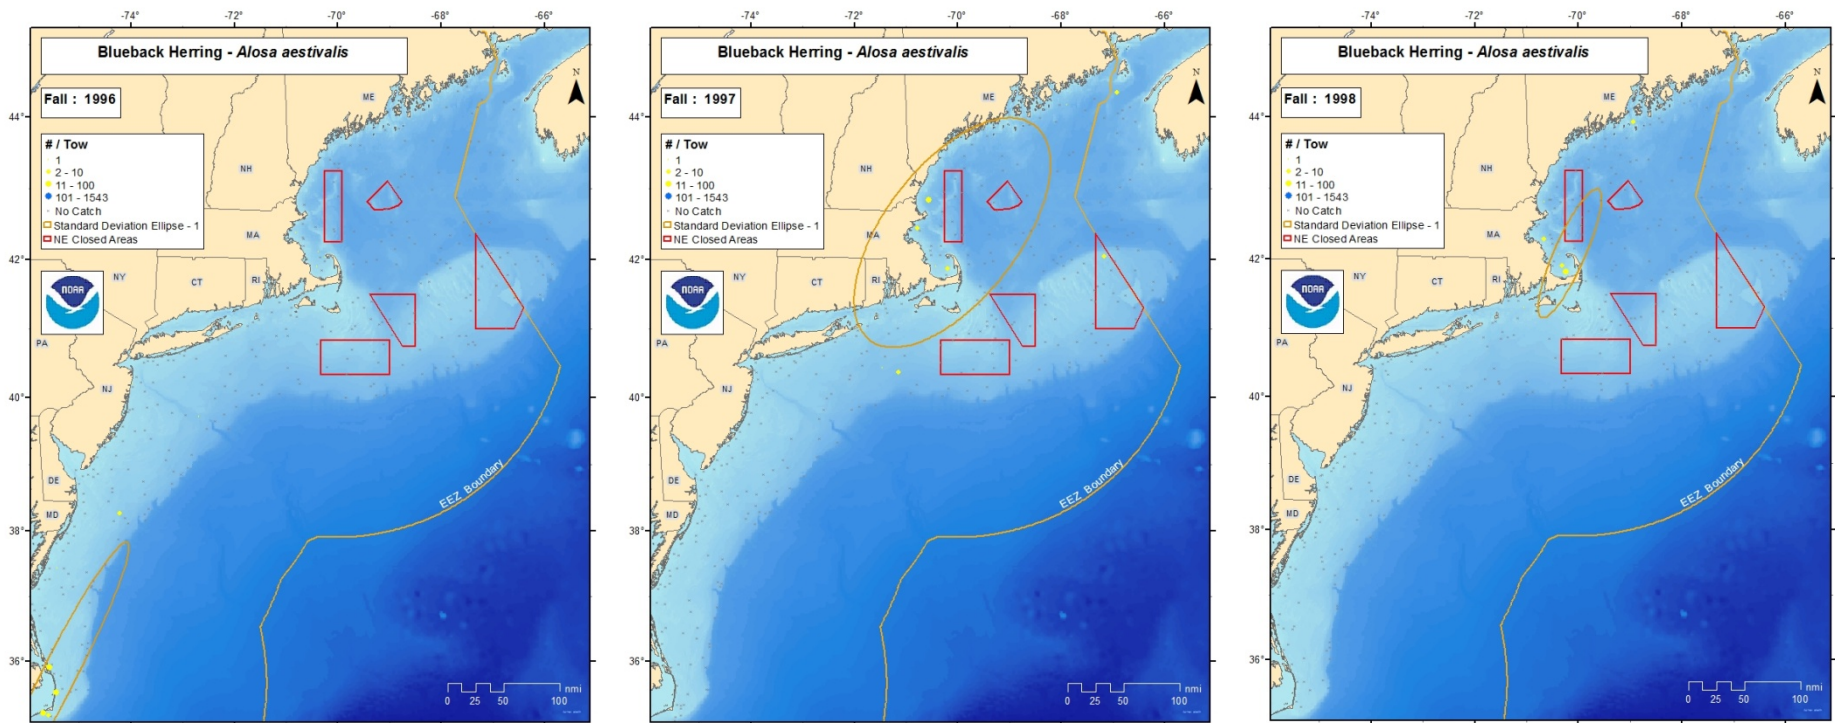 -74° -72° -70° -68° -66°
Blueback Herring - Alosa aestivalis
N
Fall : 1996
ME
44°
# / Tow
1
2 - 10
11 - 100
101 - 1543
No Catch
Standard Deviation Ellipse - 1
NE Closed Areas
NH
MA
42°
NY
CT
RI
NOAA
PA
NJ
40°
DE
MD
EEZ Boundary
38°
36°
0 25 50 100
nmi
-74° -72° -70° -68° -66°
Blueback Herring - Alosa aestivalis
N
Fall : 1997
ME
44°
# / Tow
1
2 - 10
11 - 100
101 - 1543
No Catch
Standard Deviation Ellipse - 1
NE Closed Areas
NH
MA
42°
NY
CT
RI
NOAA
PA
NJ
40°
DE
MD
EEZ Boundary
38°
36°
0 25 50 100
nmi
-74° -72° -70° -68° -66°
Blueback Herring - Alosa aestivalis
N
Fall : 1998
ME
44°
# / Tow
1
2 - 10
11 - 100
101 - 1543
No Catch
Standard Deviation Ellipse - 1
NE Closed Areas
NH
MA
42°
NY
CT
RI
NOAA
PA
NJ
40°
DE
MD
EEZ Boundary
38°
36°
0 25 50 100
nmi